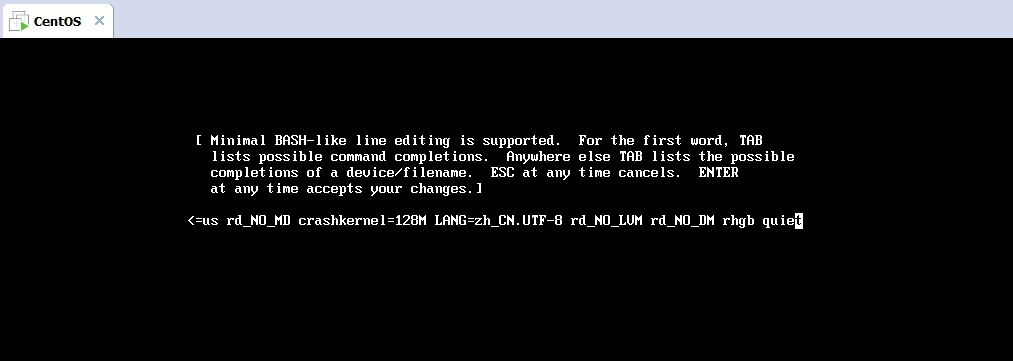 CentOS
[ Minimal BASH-like line editing is supported.  For the first word, TAB
lists possible command completions.  Anywhere else TAB lists the possible
completions of a device/filename.  ESC at any time cancels.  ENTER
at any time accepts your changes.]
<=us rd_NO_MD crashkernel=128M LANG=zh_CN.UTF-8 rd_NO_LVM rd_NO_DM rhgb quiet